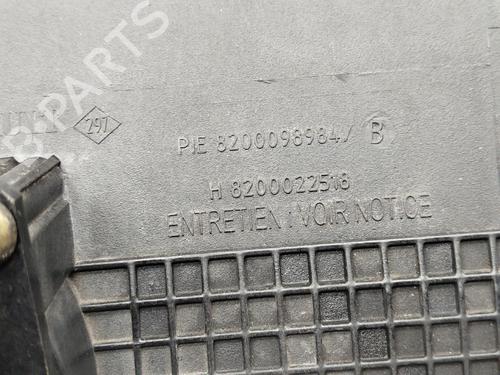 297
PIE 8200098984/ B
H 8200022518
ENTRETIEN : VOIR NOTICE
PARTS